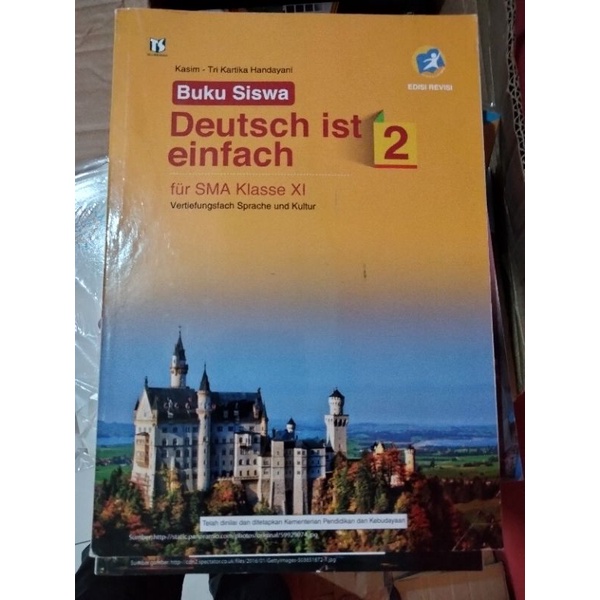 TS
Kasim - Tri Kartika Handayani
EDISI REVISI
Buku Siswa
Deutsch ist
einfach
2
für SMA Klasse XI
Vertiefungsfach Sprache und Kultur
Telah dinilai dan ditetapkan Kementerian Pendidikan dan Kebudayaan